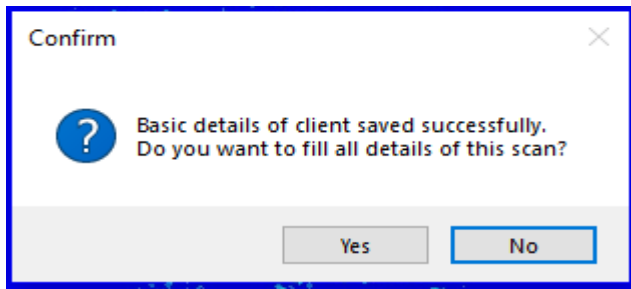 Confirm
Basic details of client saved successfully.
Do you want to fill all details of this scan?
Yes
No